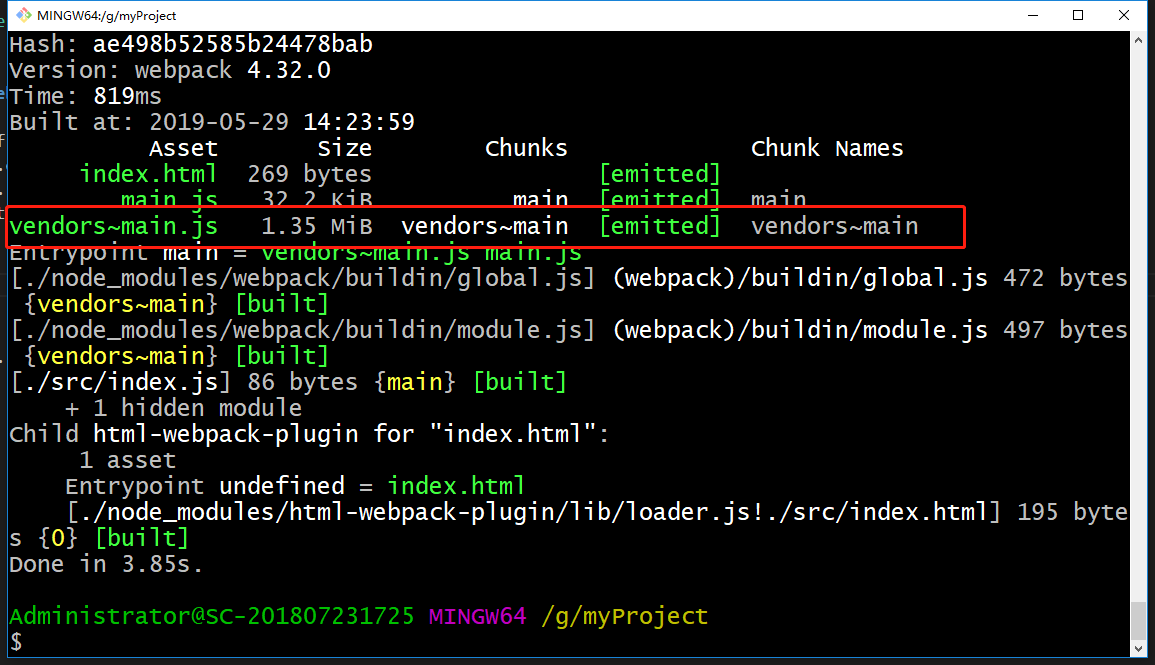 MINGW64:/g/myProject
Hash: ae498b52585b24478bab
Version: webpack 4.32.0
Time: 819ms
Built at: 2019-05-29 14:23:59
Asset Size Chunks Chunk Names
index.html 269 bytes [emitted]
main.js 32.2 KiB main [emitted] main
vendors~main.js 1.35 MiB vendors~main [emitted] vendors~main
Entrypoint main = vendors~main.js main.js
[./node_modules/webpack/buildin/global.js] (webpack)/buildin/global.js 472 bytes
{vendors~main} [built]
[./node_modules/webpack/buildin/module.js] (webpack)/buildin/module.js 497 bytes
{vendors~main} [built]
[./src/index.js] 86 bytes {main} [built]
+ 1 hidden module
Child html-webpack-plugin for "index.html":
1 asset
Entrypoint undefined = index.html
[./node_modules/html-webpack-plugin/lib/loader.js!./src/index.html] 195 byte
s {0} [built]
Done in 3.85s.
Administrator@SC-201807231725 MINGW64 /g/myProject
$